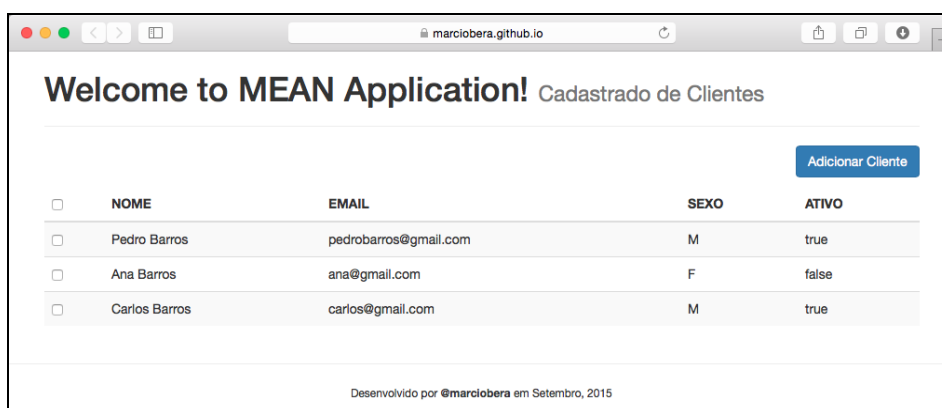 marciobera.github.io
Welcome to MEAN Application! Cadastrado de Clientes
Adicionar Cliente
NOME EMAIL SEXO ATIVO
Pedro Barros pedrobarros@gmail.com M true
Ana Barros ana@gmail.com F false
Carlos Barros carlos@gmail.com M true
Desenvolvido por @marciobera em Setembro, 2015